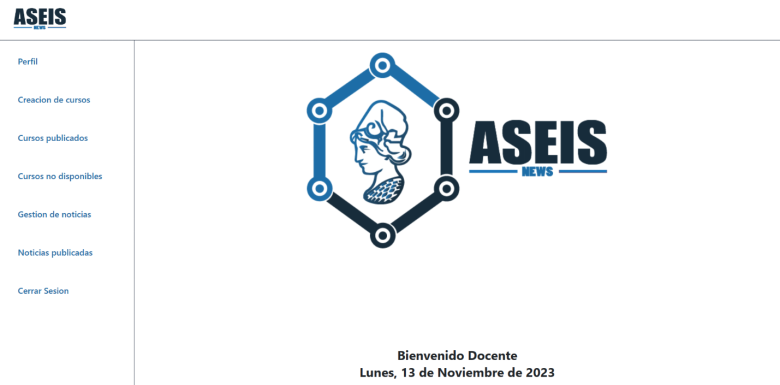 ASEIS
NEWS
Perfil
Creacion de cursos
Cursos publicados
Cursos no disponibles
Gestion de noticias
Noticias publicadas
Cerrar Sesion
ASEIS
NEWS
Bienvenido Docente
Lunes, 13 de Noviembre de 2023